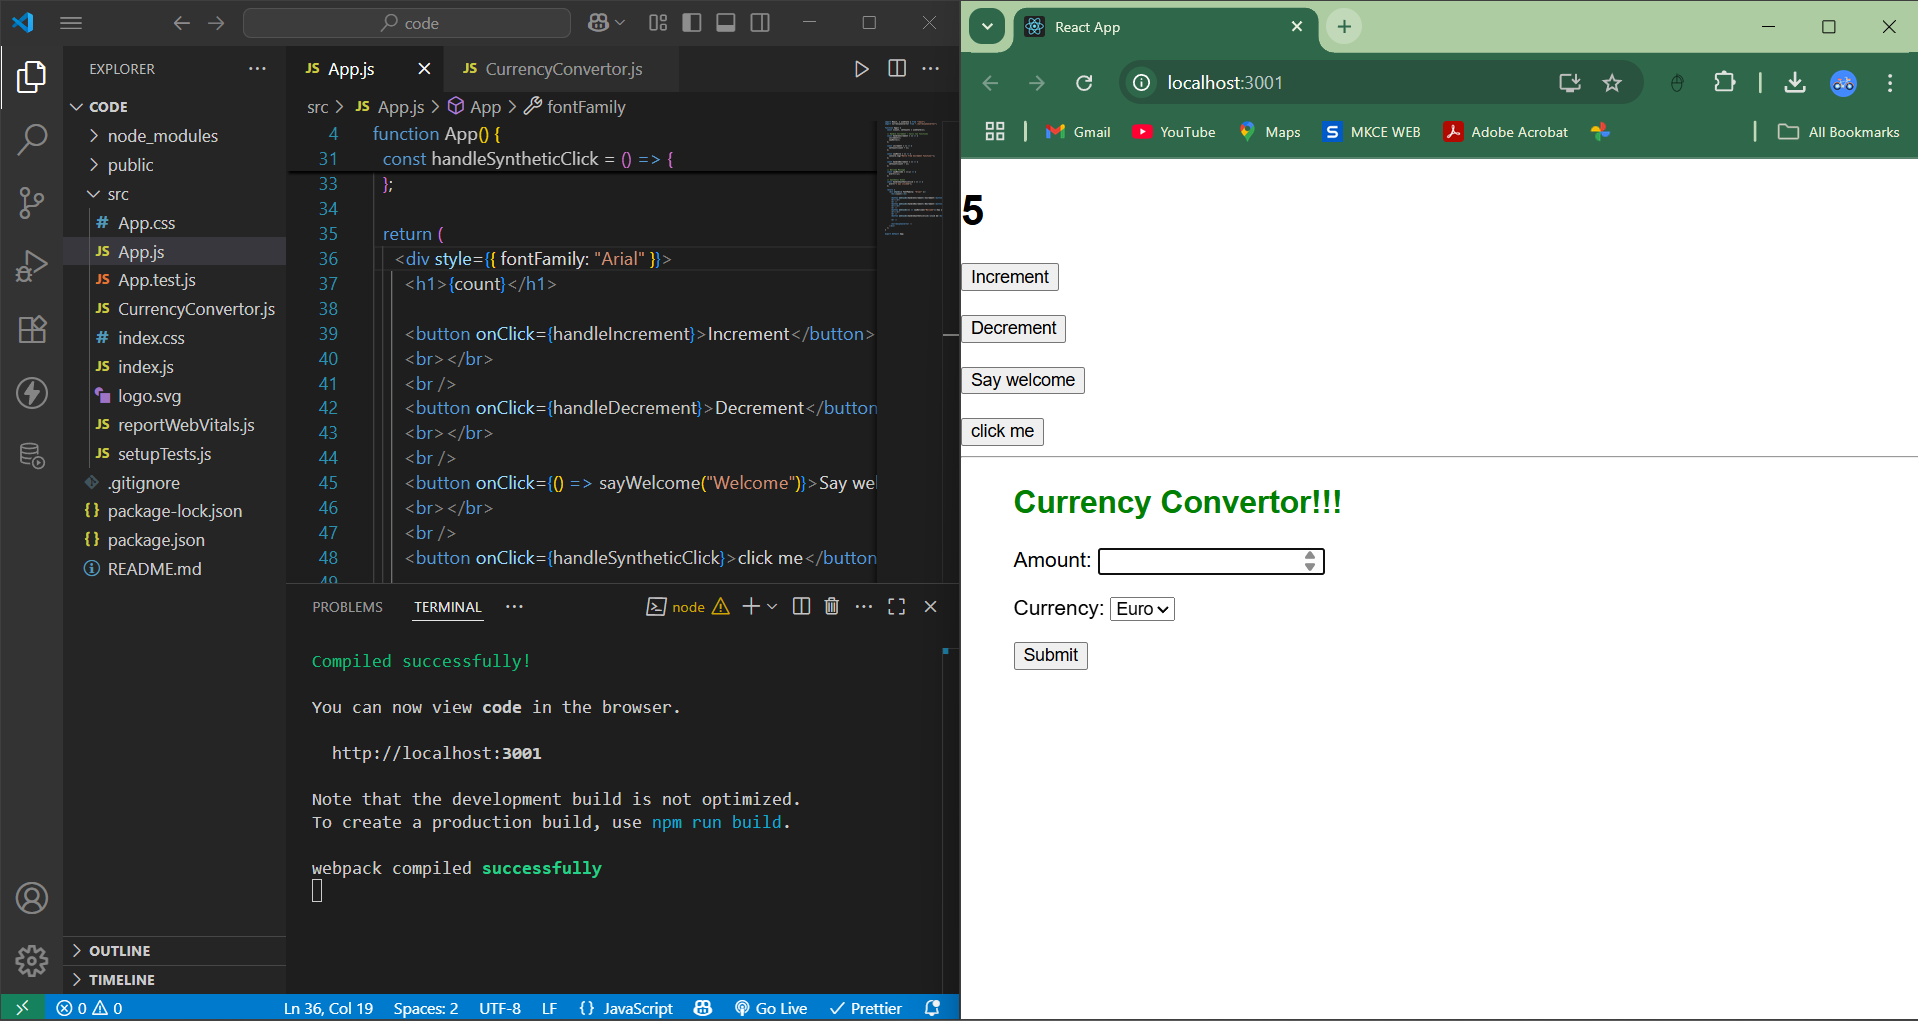 code
EXPLORER
CODE
node_modules
public
src
# App.css
JS App.js
JS App.test.js
JS CurrencyConvertor.js
# index.css
JS index.js
logo.svg
JS reportWebVitals.js
JS setupTests.js
.gitignore
{} package-lock.json
{} package.json
README.md
OUTLINE
TIMELINE
JS App.js
JS CurrencyConvertor.js
src > JS App.js > App > fontFamily
4 function App() {
31 const handleSyntheticClick = () => {
33 };
34
35 return (
36 <div style={{ fontFamily: "Arial" }}>
37 <h1>{count}</h1>
38
39 <button onClick={handleIncrement}>Increment</button>
40 <br></br>
41 <br />
42 <button onClick={handleDecrement}>Decrement</button
43 <br></br>
44 <br />
45 <button onClick={() => sayWelcome("Welcome")}>Say wel
46 <br></br>
47 <br />
48 <button onClick={handleSyntheticClick}>click me</button
49
PROBLEMS TERMINAL
node
Compiled successfully!
You can now view code in the browser.
http://localhost:3001
Note that the development build is not optimized.
To create a production build, use npm run build.
webpack compiled successfully
0 0 Ln 36, Col 19 Spaces: 2 UTF-8 LF {} JavaScript Go Live Prettier
React App
localhost:3001
Gmail YouTube Maps S MKCE WEB Adobe Acrobat All Bookmarks
5
Increment
Decrement
Say welcome
click me
Currency Convertor!!!
Amount:
Currency: Euro
Submit